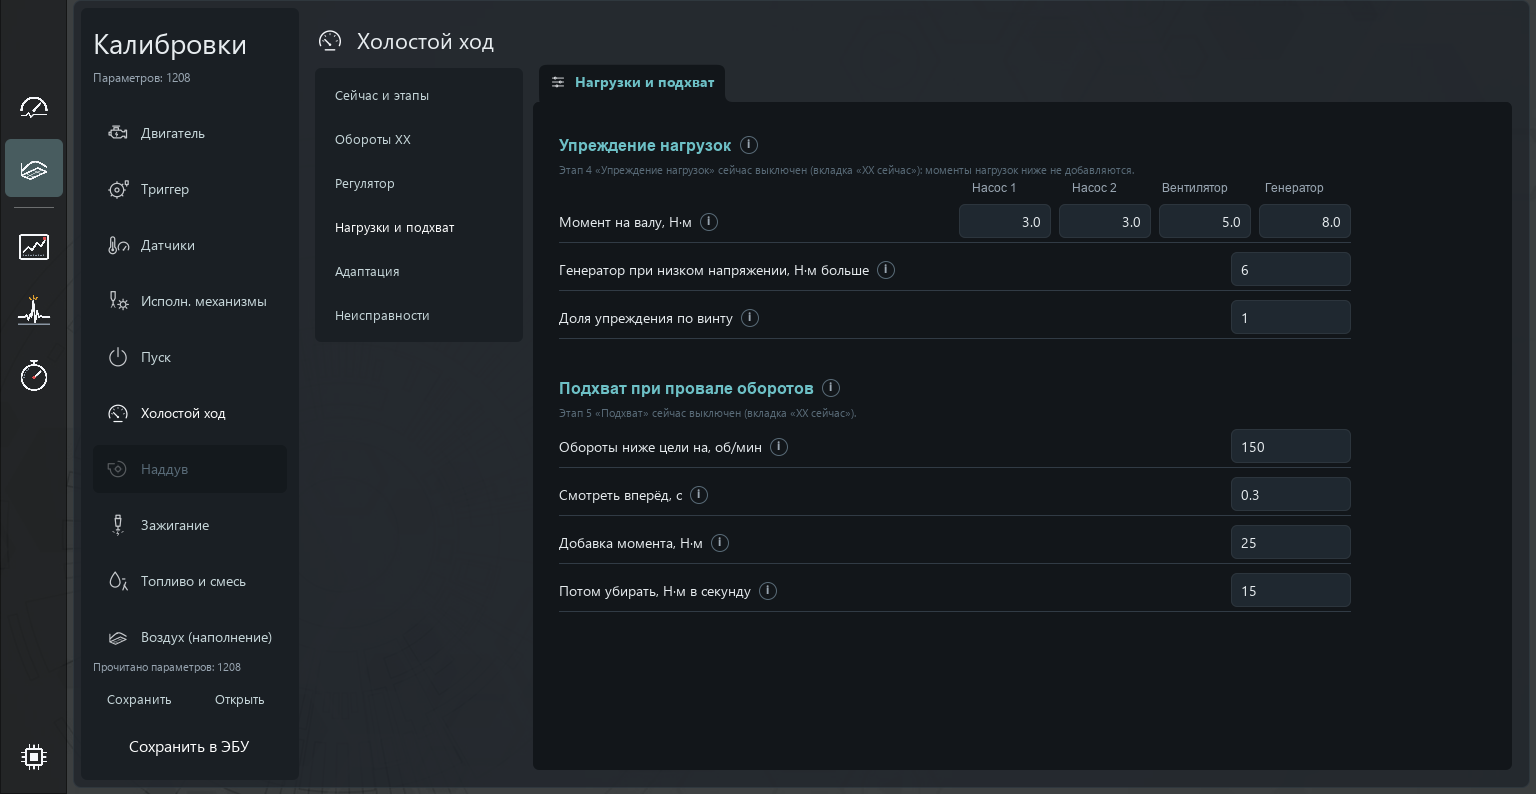 Калибровки
Параметров: 1208
Двигатель
Триггер
Датчики
Исполн. механизмы
Пуск
Холостой ход
Наддув
Зажигание
Топливо и смесь
Воздух (наполнение)
Прочитано параметров: 1208
Сохранить
Открыть
Сохранить в ЭБУ
Холостой ход
Сейчас и этапы
Обороты ХХ
Регулятор
Нагрузки и подхват
Адаптация
Неисправности
Нагрузки и подхват
Упреждение нагрузок
Этап 4 «Упреждение нагрузок» сейчас выключен (вкладка «ХХ сейчас»): моменты нагрузок ниже не добавляются.
Насос 1 Насос 2 Вентилятор Генератор
Момент на валу, Н·м 3.0 3.0 5.0 8.0
Генератор при низком напряжении, Н·м больше 6
Доля упреждения по винту 1
Подхват при провале оборотов
Этап 5 «Подхват» сейчас выключен (вкладка «ХХ сейчас»).
Обороты ниже цели на, об/мин 150
Смотреть вперёд, с 0.3
Добавка момента, Н·м 25
Потом убирать, Н·м в секунду 15